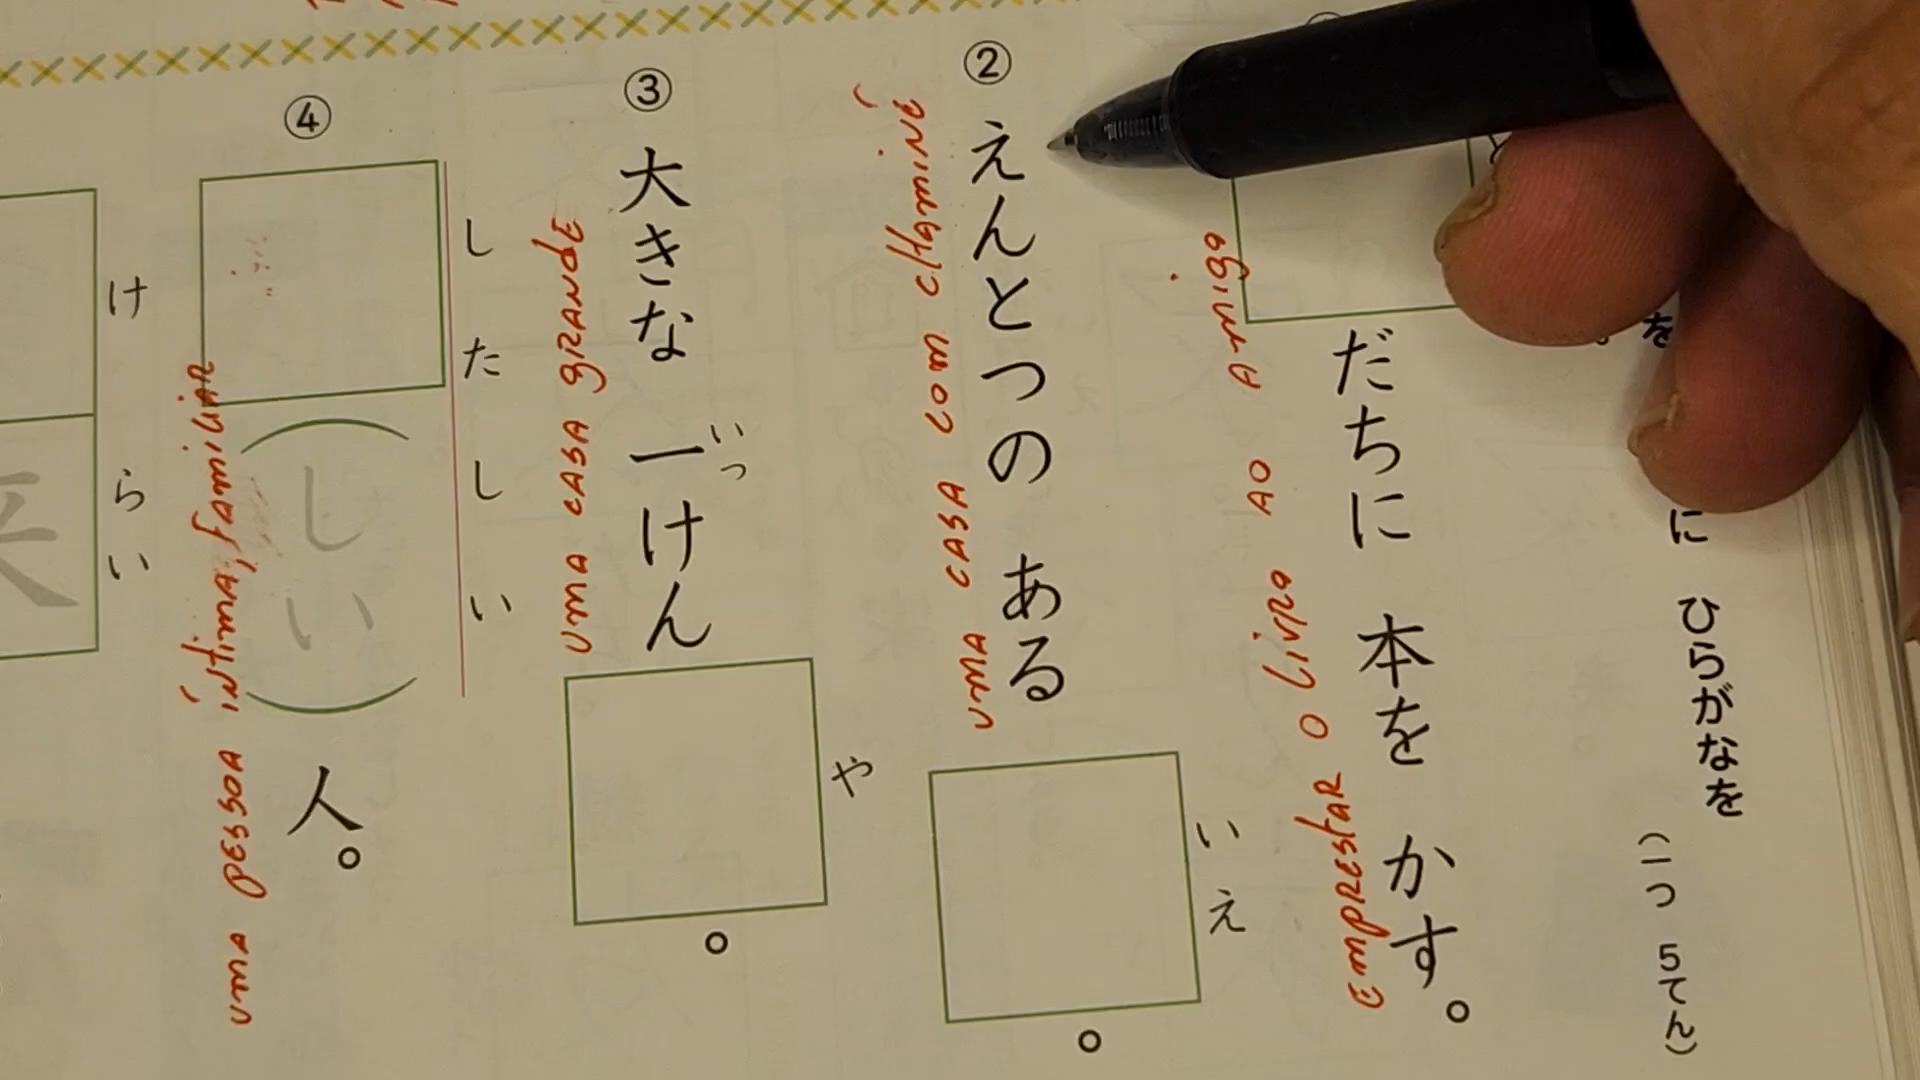 に ひらがなを
(一つ 5てん)
だちに 本を かす。
Emprestar o livro ao amigo
②
えんとつの ある
いえ
。
uma casa com chaminé
③
大きな 一けん
いっ
や
。
uma casa grande
④
したしい
(しい)
人。
uma pessoa íntima, familiar
けらい
来